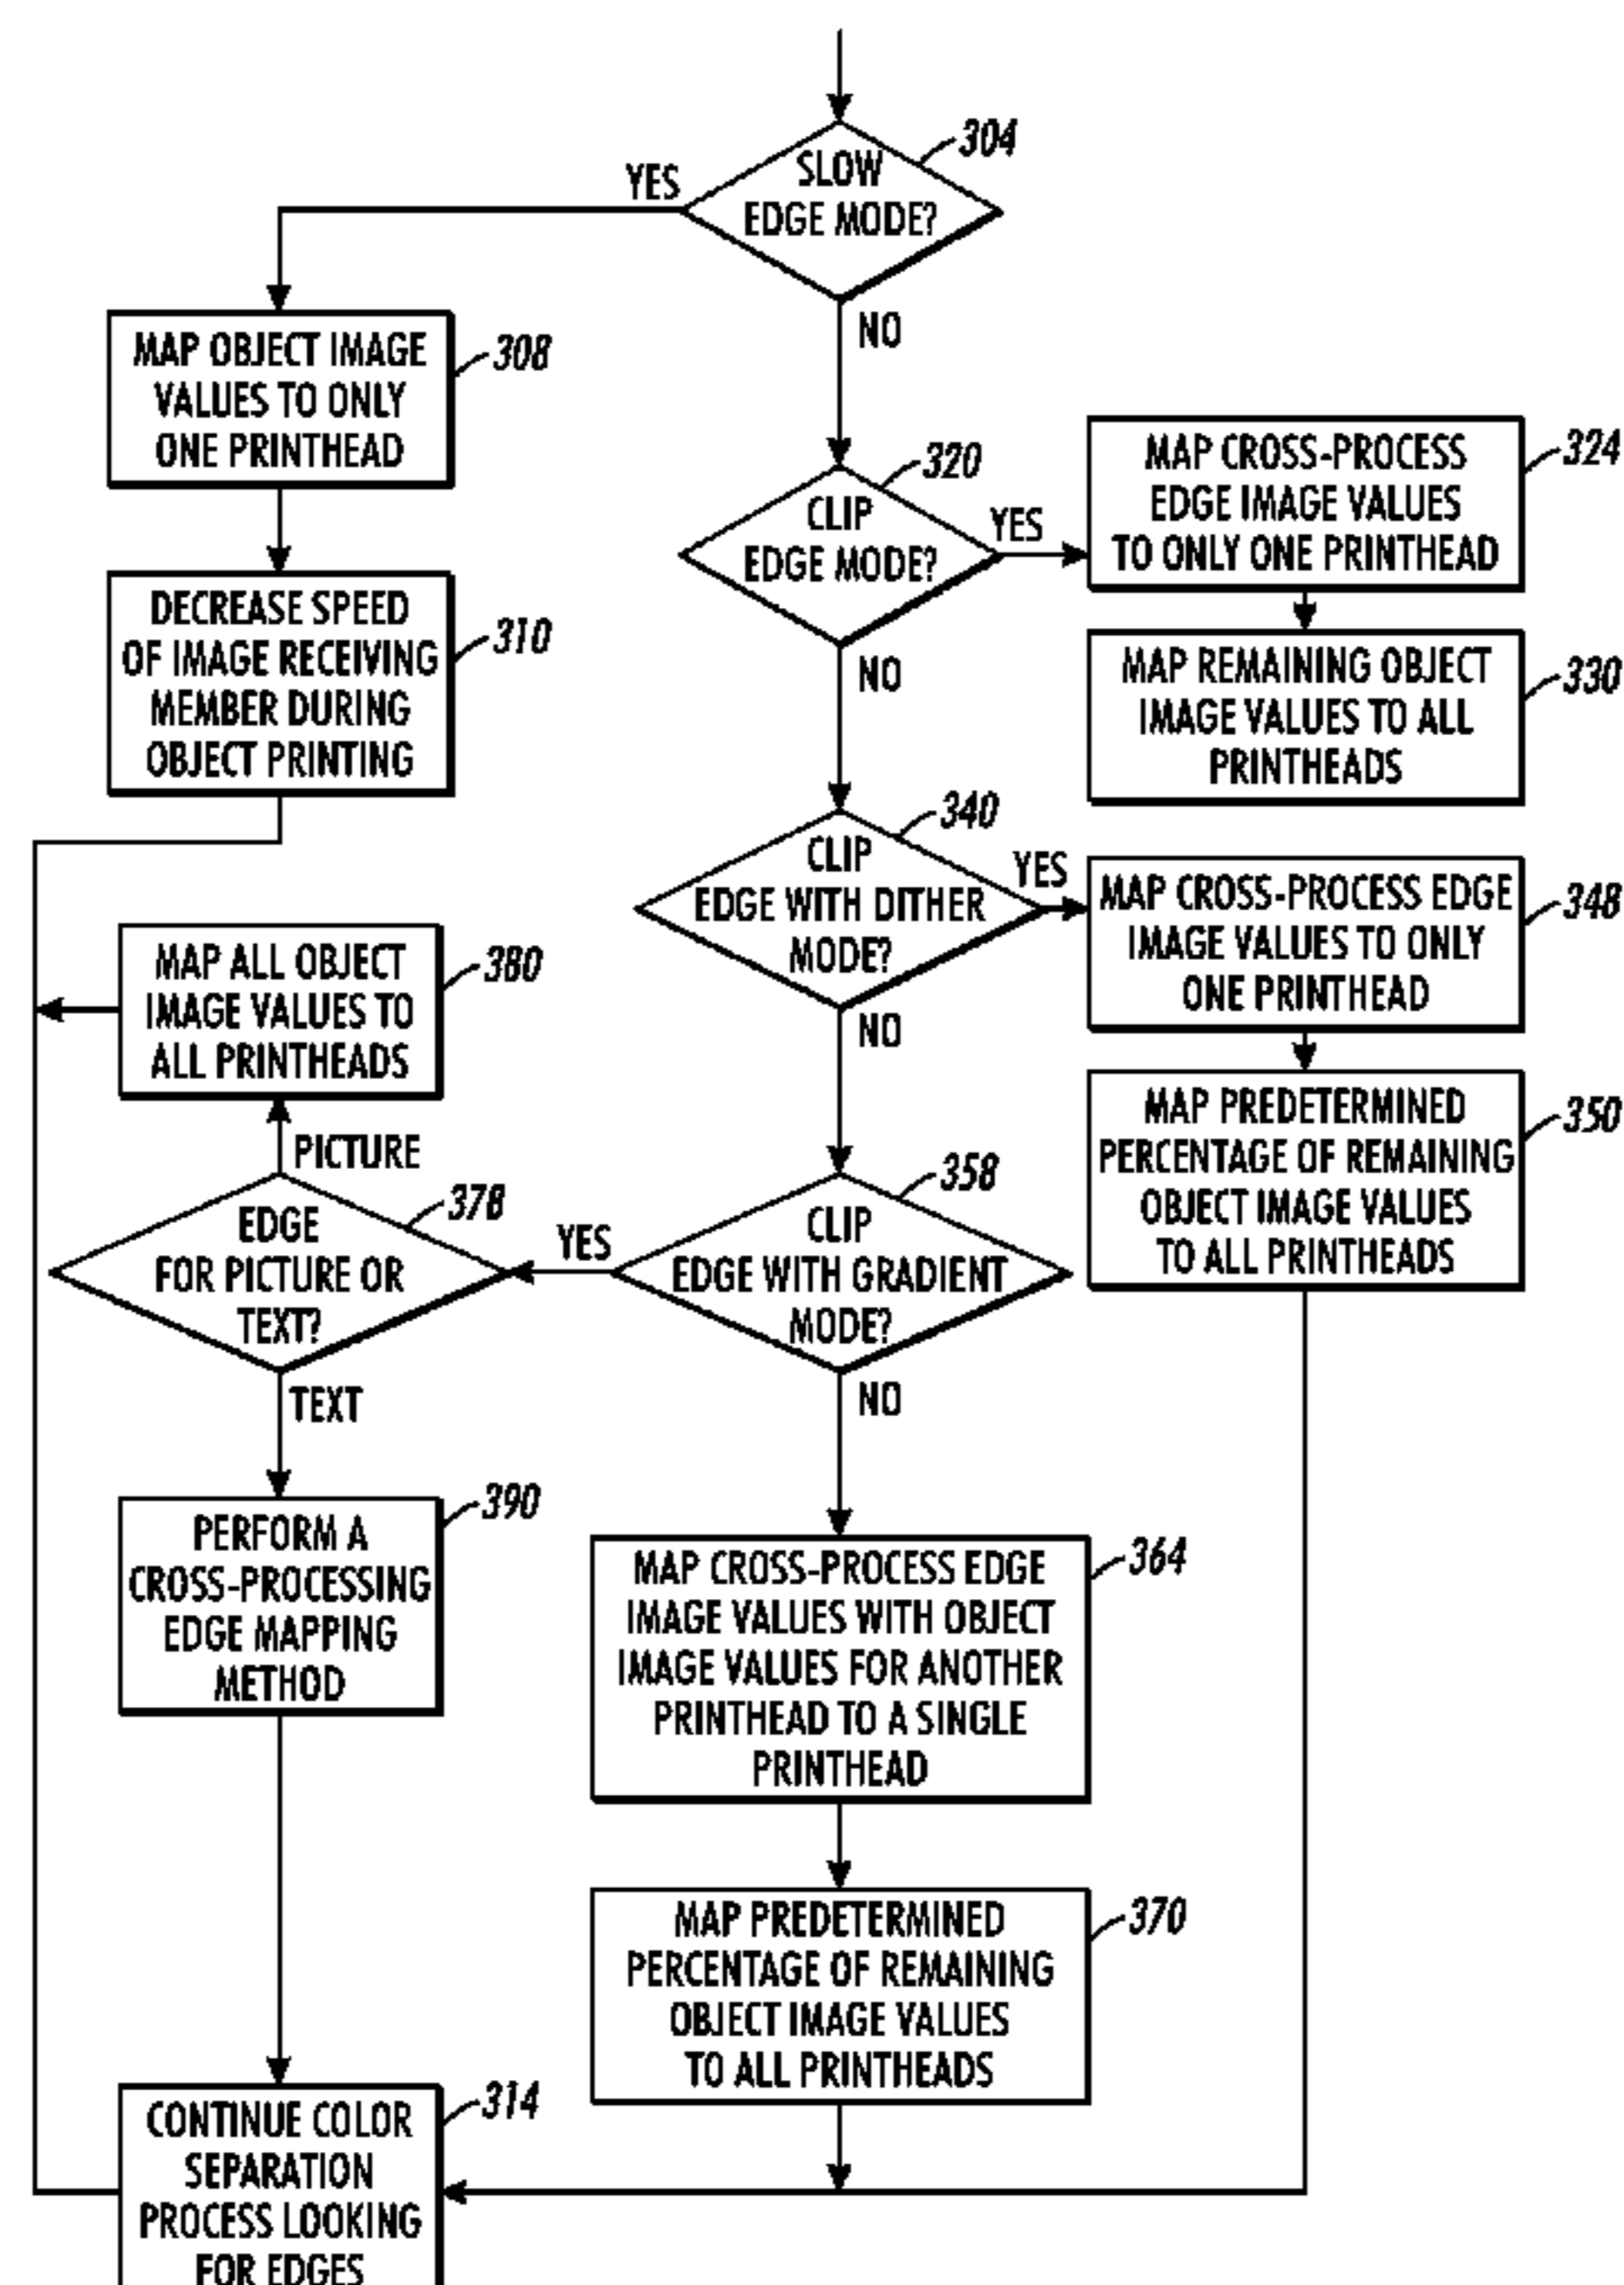 304
SLOW
EDGE MODE?
YES
NO
MAP OBJECT IMAGE
VALUES TO ONLY
ONE PRINTHEAD
308
DECREASE SPEED
OF IMAGE RECEIVING
MEMBER DURING
OBJECT PRINTING
310
320
CLIP
EDGE MODE?
YES
NO
MAP CROSS-PROCESS
EDGE IMAGE VALUES
TO ONLY ONE PRINTHEAD
324
MAP REMAINING OBJECT
IMAGE VALUES TO ALL
PRINTHEADS
330
340
CLIP
EDGE WITH DITHER
MODE?
YES
NO
MAP CROSS-PROCESS EDGE
IMAGE VALUES TO ONLY
ONE PRINTHEAD
348
MAP PREDETERMINED
PERCENTAGE OF REMAINING
OBJECT IMAGE VALUES
TO ALL PRINTHEADS
350
MAP ALL OBJECT
IMAGE VALUES TO
ALL PRINTHEADS
380
PICTURE
378
EDGE
FOR PICTURE OR
TEXT?
TEXT
358
CLIP
EDGE WITH GRADIENT
MODE?
YES
NO
PERFORM A
CROSS-PROCESSING
EDGE MAPPING
METHOD
390
MAP CROSS-PROCESS EDGE
IMAGE VALUES WITH OBJECT
IMAGE VALUES FOR ANOTHER
PRINTHEAD TO A SINGLE
PRINTHEAD
364
MAP PREDETERMINED
PERCENTAGE OF REMAINING
OBJECT IMAGE VALUES
TO ALL PRINTHEADS
370
CONTINUE COLOR
SEPARATION
PROCESS LOOKING
FOR EDGES
314